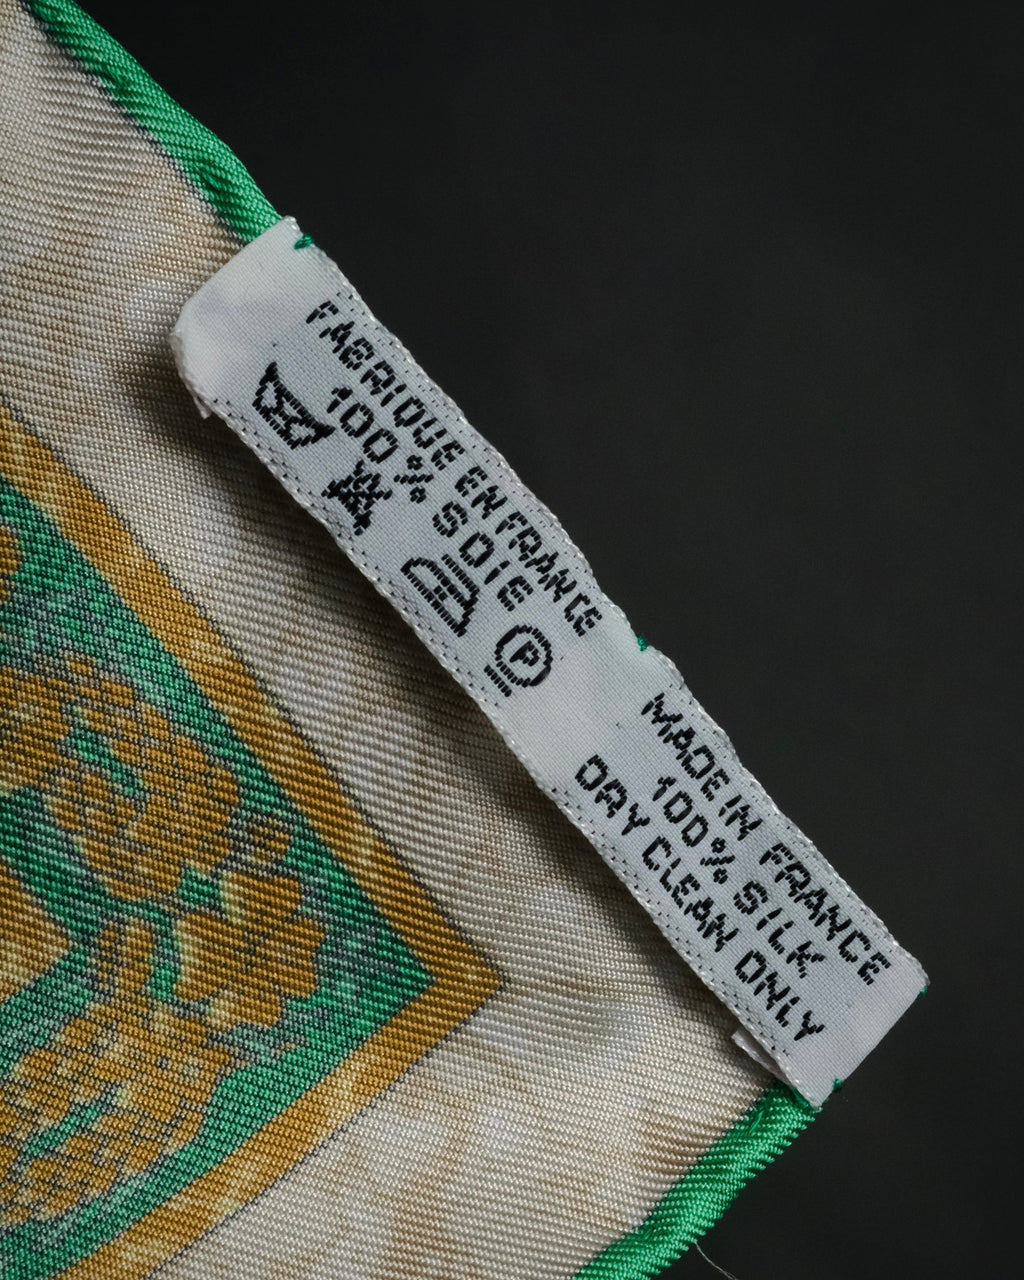 FABRIQUE EN FRANCE
100% SOIE
P
MADE IN FRANCE
100% SILK
DRY CLEAN ONLY